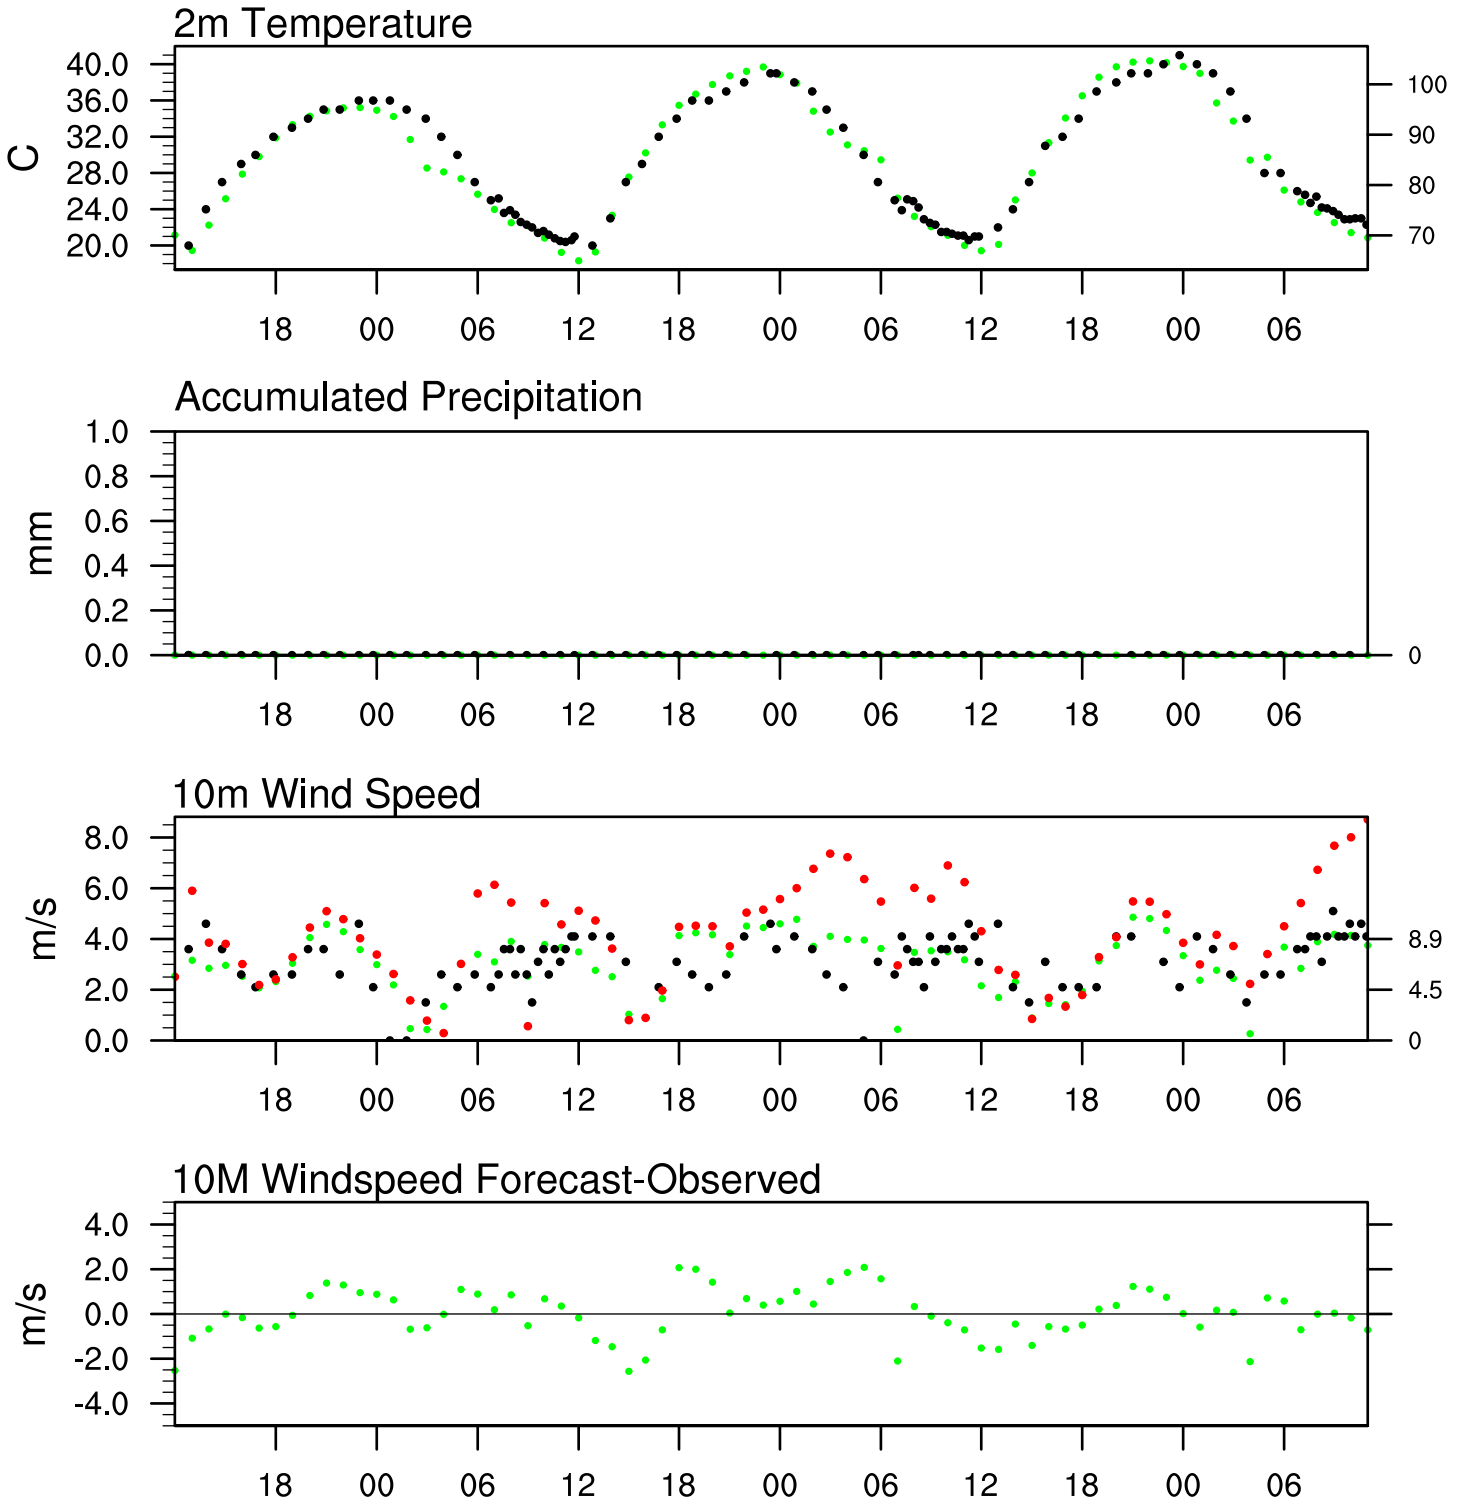 2m Temperature
40.0
36.0
32.0
28.0
24.0
20.0
C
100
90
80
70
18 00 06 12 18 00 06 12 18 00 06
Accumulated Precipitation
1.0
0.8
0.6
0.4
0.2
0.0
mm
0
18 00 06 12 18 00 06 12 18 00 06
10m Wind Speed
8.0
6.0
4.0
2.0
0.0
m/s
8.9
4.5
0
18 00 06 12 18 00 06 12 18 00 06
10M Windspeed Forecast-Observed
4.0
2.0
0.0
-2.0
-4.0
m/s
18 00 06 12 18 00 06 12 18 00 06